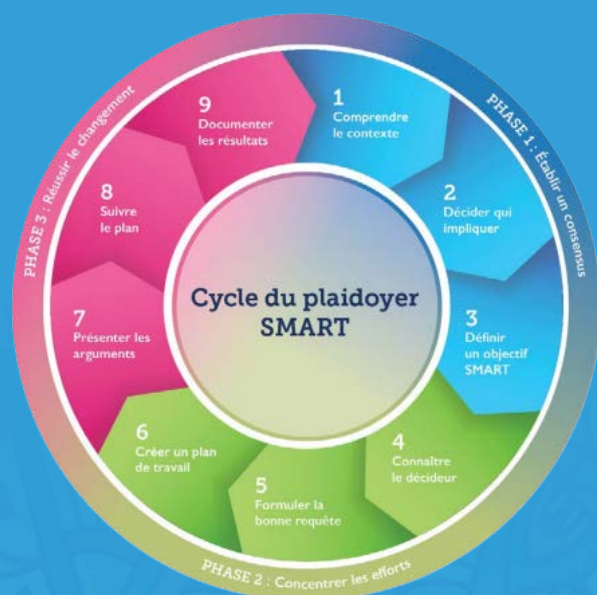 Cycle du plaidoyer
SMART
PHASE 1 : Établir un consensus
1
Comprendre
le contexte
2
Décider qui
impliquer
3
Définir
un objectif
SMART
PHASE 2 : Concentrer les efforts
4
Connaître
le décideur
5
Formuler la
bonne requête
6
Créer un plan
de travail
PHASE 3 : Réussir le changement
7
Présenter les
arguments
8
Suivre
le plan
9
Documenter
les résultats